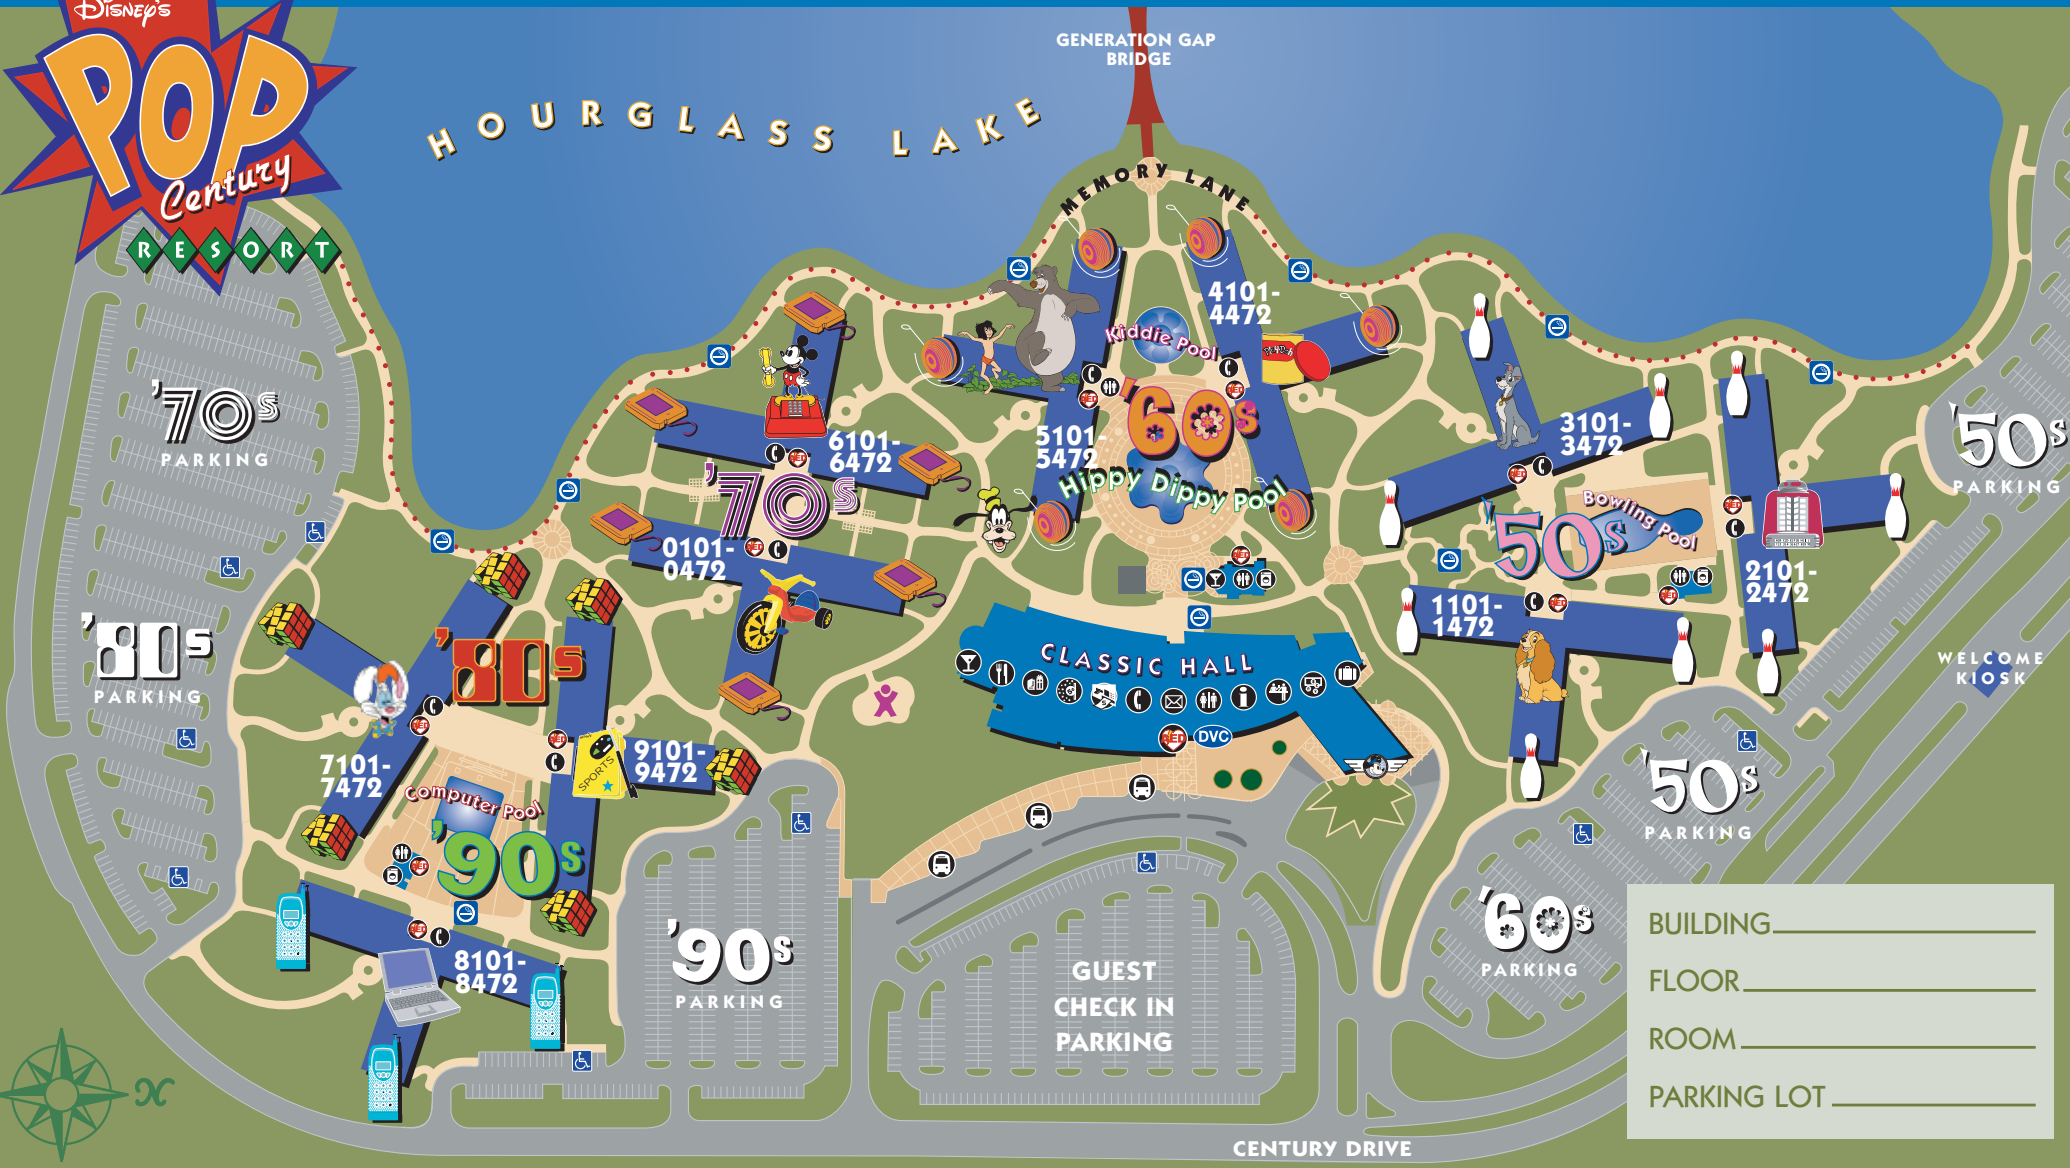 DISNEY'S
POP
Century
RESORT
GENERATION GAP
BRIDGE
HOURGLASS LAKE
MEMORY LANE
4101-
4472
Kiddie Pool
'60s
5101-
5472
Hippy Dippy Pool
6101-
6472
'70s
0101-
0472
3101-
3472
'50s
Bowling Pool
2101-
2472
1101-
1472
'70s
PARKING
'80s
PARKING
'50s
PARKING
WELCOME
KIOSK
CLASSIC HALL
DVC
'80s
7101-
7472
SPORTS
9101-
9472
Computer Pool
'90s
8101-
8472
'90s
PARKING
GUEST
CHECK IN
PARKING
'50s
PARKING
'60s
PARKING
BUILDING
FLOOR
ROOM
PARKING LOT
CENTURY DRIVE